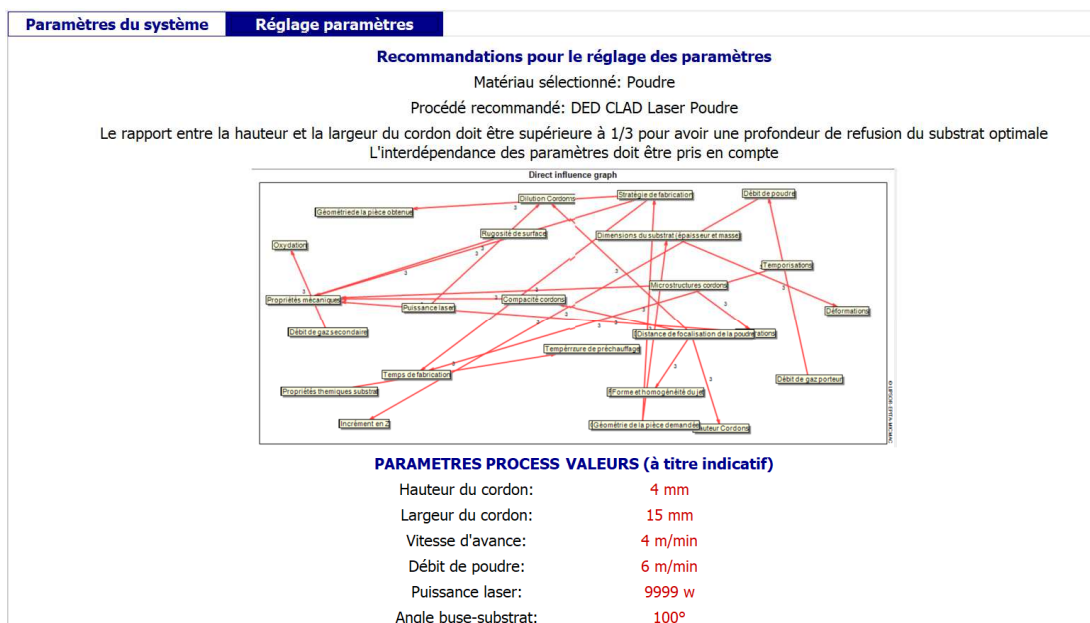 Paramètres du système
Réglage paramètres
Recommandations pour le réglage des paramètres
Matériau sélectionné: Poudre
Procédé recommandé: DED CLAD Laser Poudre
Le rapport entre la hauteur et la largeur du cordon doit être supérieure à 1/3 pour avoir une profondeur de refusion du substrat optimale
L'interdépendance des paramètres doit être pris en compte
Direct influence graph
Dilution Cordons
Stratégie de fabrication
Débit de poudre
Géométriede la pièce obtenue
Rugosité de surface
Dimensions du substrat (épaisseur et masse)
Oxydation
Temporisations
Microstructures cordons
Propriétés mécaniques
Compacité cordons
Puissance laser
Déformations
Débit de gaz secondaire
Distance de focalisation de la poudre
Temps de fabrication
Débit de gaz porteur
Propriétés themiques substrat
Forme et homogénéité du jet
Incrément en Z
Géométrie de la pièce demandée
Cordons
PARAMETRES PROCESS VALEURS (à titre indicatif)
Hauteur du cordon: 4 mm
Largeur du cordon: 15 mm
Vitesse d'avance: 4 m/min
Débit de poudre: 6 m/min
Puissance laser: 9999 w
Angle buse-substrat: 100°